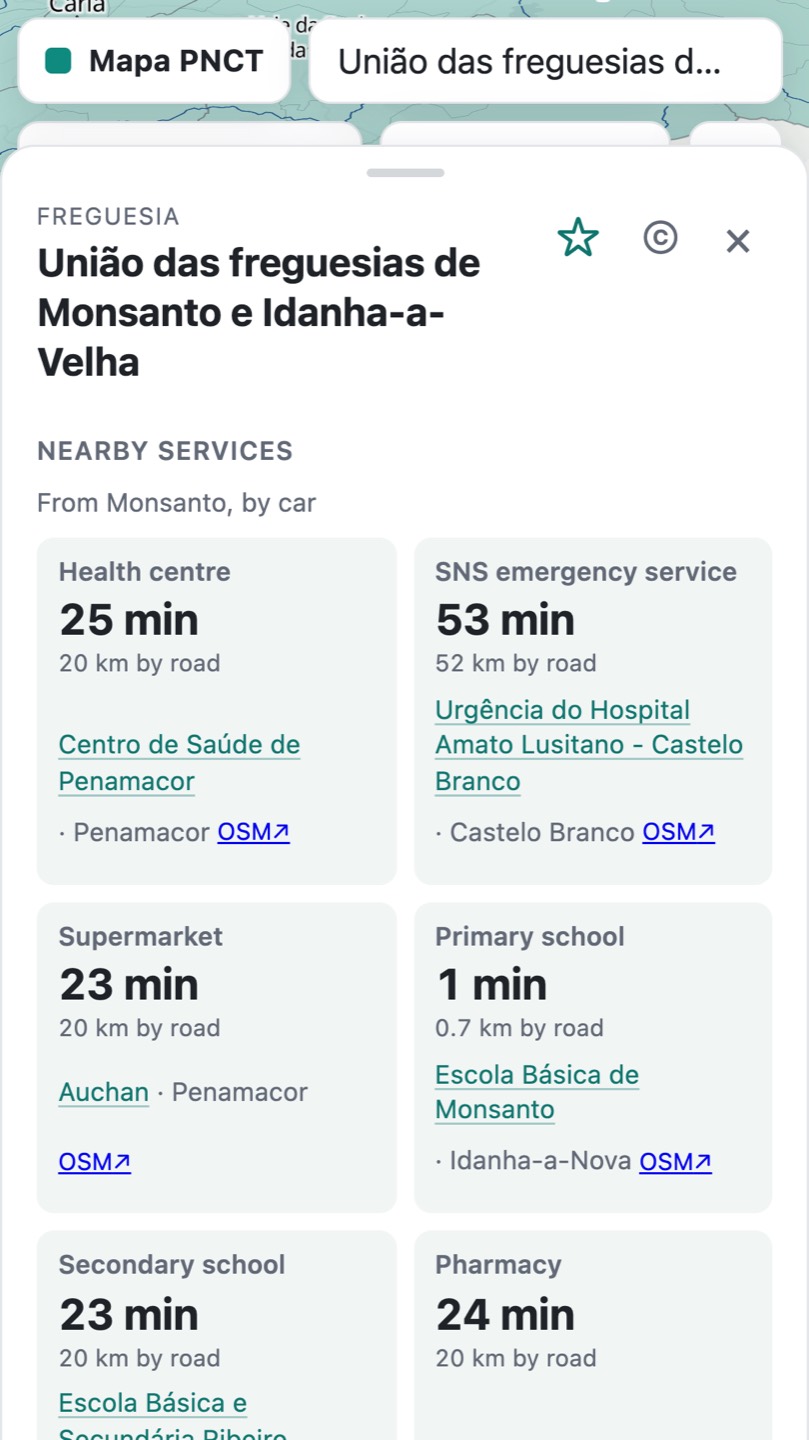 Mapa PNCT
União das freguesias d...
FREGUESIA
União das freguesias de
Monsanto e Idanha-a-
Velha
NEARBY SERVICES
From Monsanto, by car
Health centre
25 min
20 km by road
Centro de Saúde de
Penamacor
· Penamacor OSM↗
SNS emergency service
53 min
52 km by road
Urgência do Hospital
Amato Lusitano - Castelo
Branco
· Castelo Branco OSM↗
Supermarket
23 min
20 km by road
Auchan · Penamacor
OSM↗
Primary school
1 min
0.7 km by road
Escola Básica de
Monsanto
· Idanha-a-Nova OSM↗
Secondary school
23 min
20 km by road
Escola Básica e
Secundária Ribeiro
Pharmacy
24 min
20 km by road